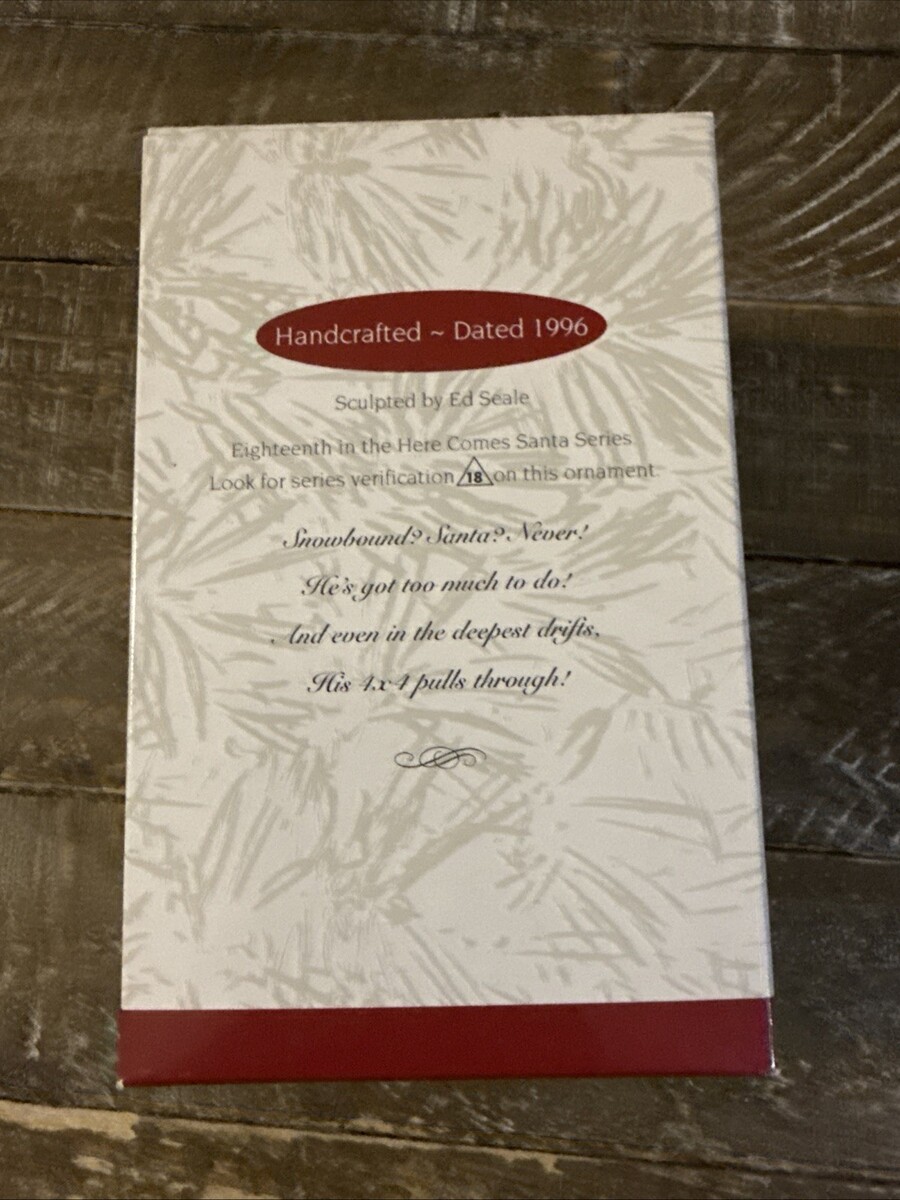 Handcrafted ~ Dated 1996
Sculpted by Ed Seale
Eighteenth in the Here Comes Santa Series
Look for series verification 18 on this ornament.
Snowbound? Santa? Never!
He's got too much to do!
And even in the deepest drifts,
His 4x4 pulls through!